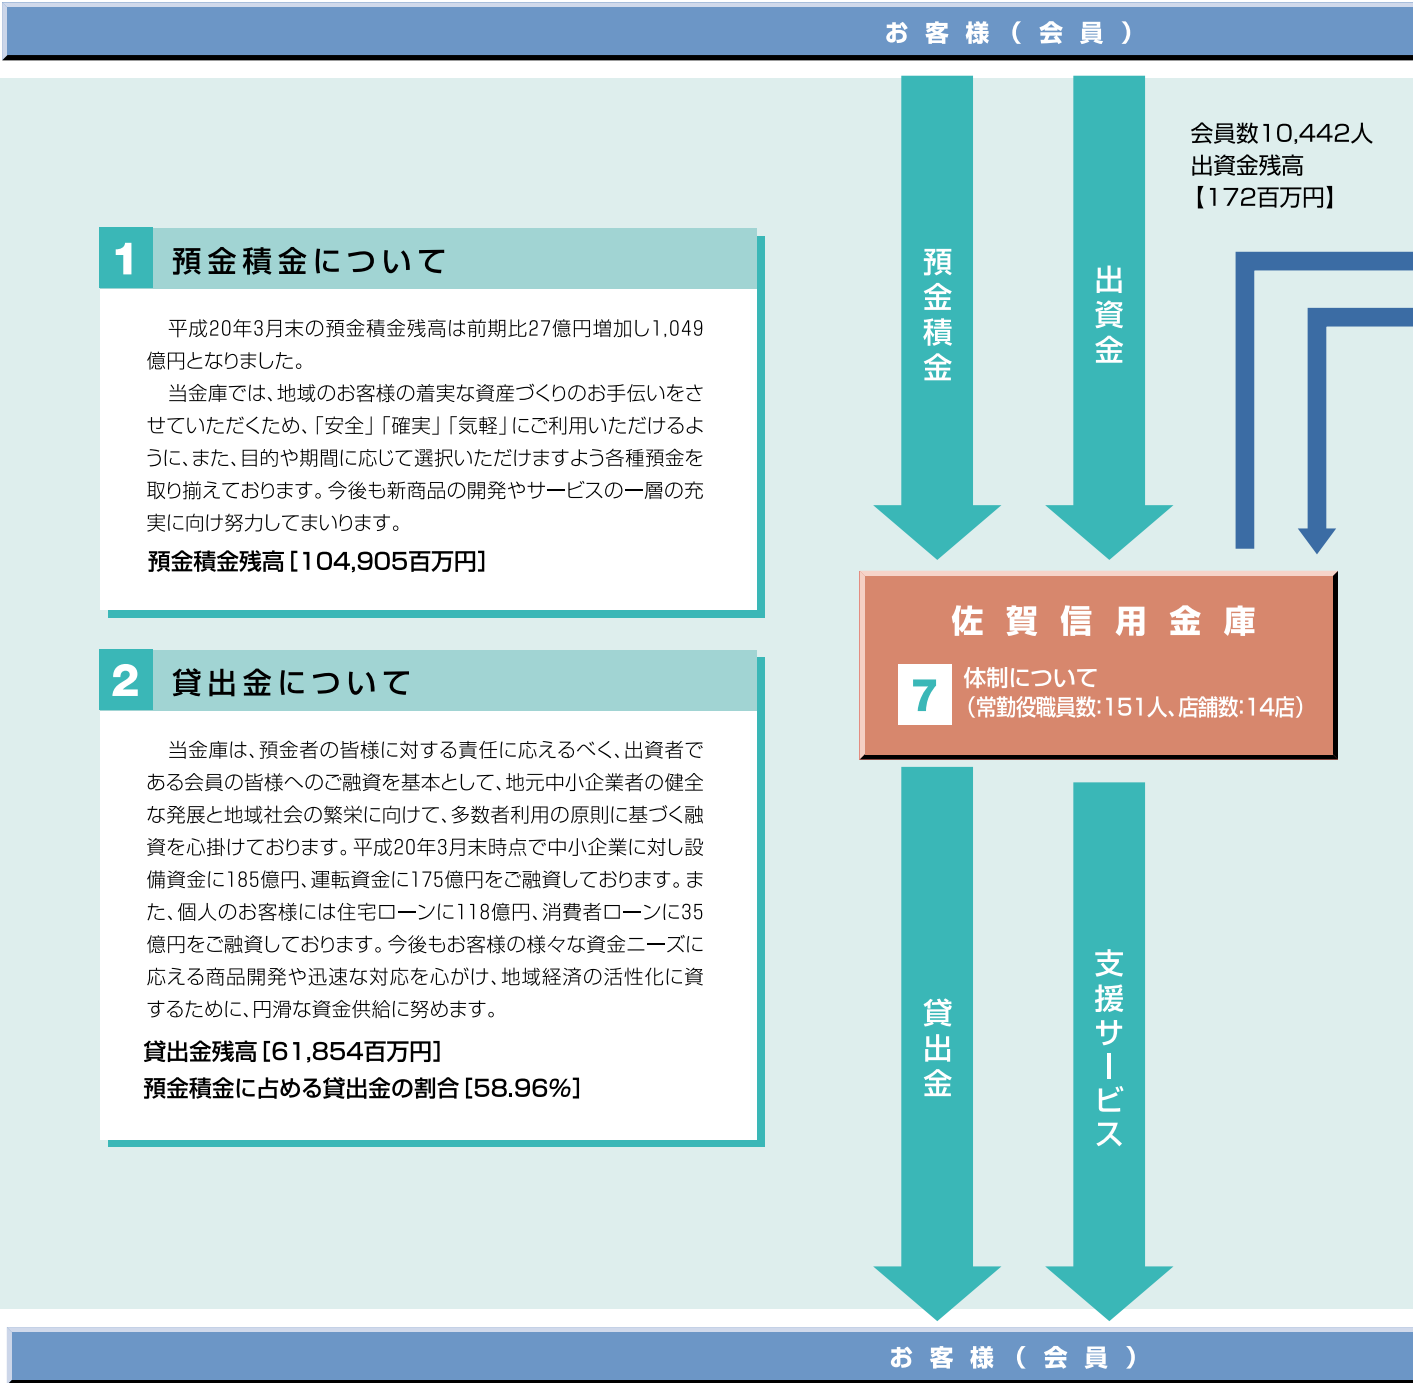 お客様（会員）
会員数10,442人
出資金残高
【172百万円】
預金積金
出資金
1 預金積金について
　平成20年3月末の預金積金残高は前期比27億円増加し1,049
億円となりました。
　当金庫では、地域のお客様の着実な資産づくりのお手伝いをさ
せていただくため、「安全」「確実」「気軽」にご利用いただけるよ
うに、また、目的や期間に応じて選択いただけますよう各種預金を
取り揃えております。今後も新商品の開発やサービスの一層の充
実に向け努力してまいります。
預金積金残高［104,905百万円］
佐賀信用金庫
7 体制について
（常勤役職員数：151人、店舗数：14店）
2 貸出金について
　当金庫は、預金者の皆様に対する責任に応えるべく、出資者で
ある会員の皆様へのご融資を基本として、地元中小企業者の健全
な発展と地域社会の繁栄に向けて、多数者利用の原則に基づく融
資を心掛けております。平成20年3月末時点で中小企業に対し設
備資金に185億円、運転資金に175億円をご融資しております。ま
た、個人のお客様には住宅ローンに118億円、消費者ローンに35
億円をご融資しております。今後もお客様の様々な資金ニーズに
応える商品開発や迅速な対応を心がけ、地域経済の活性化に資
するために、円滑な資金供給に努めます。
貸出金残高［61,854百万円］
預金積金に占める貸出金の割合［58.96％］
貸出金
支援サービス
お客様（会員）